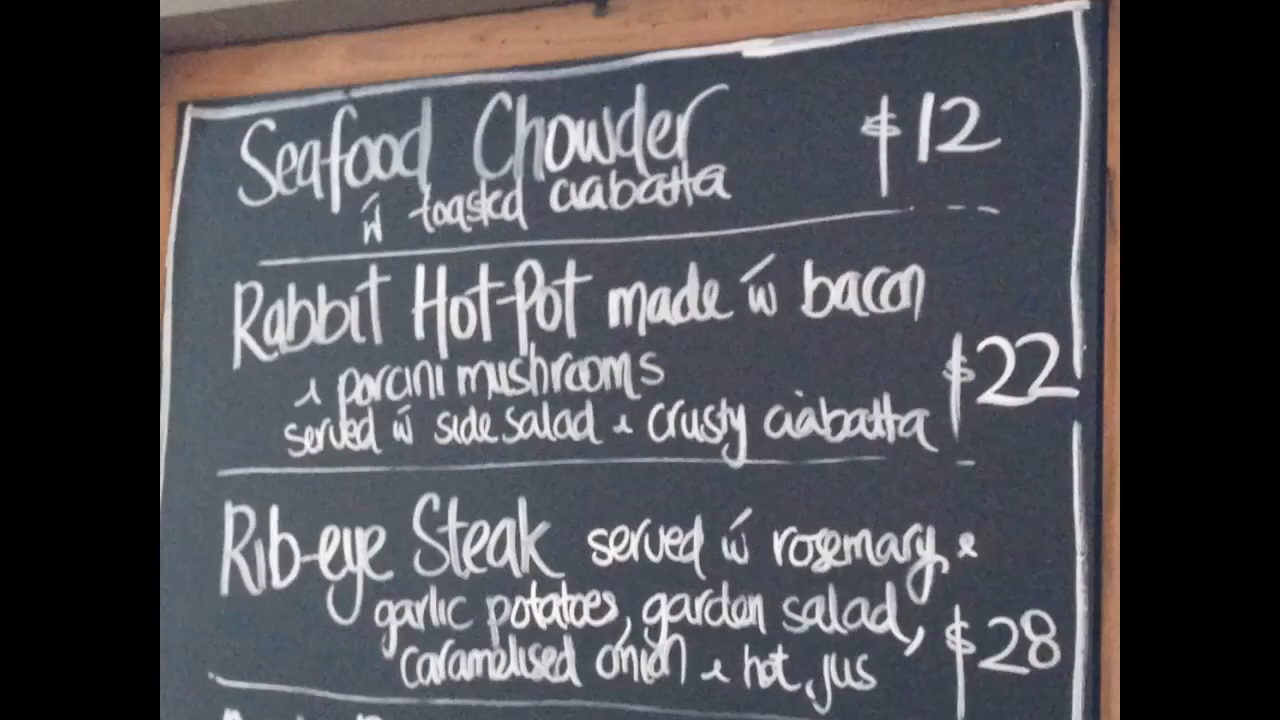 Seafood Chowder $12
w toasted ciabatta
Rabbit Hot-Pot made w bacon
& porcini mushrooms $22
served w side salad & crusty ciabatta
Rib-eye Steak served w rosemary &
garlic potatoes, garden salad, $28
caramelised onion & hot jus